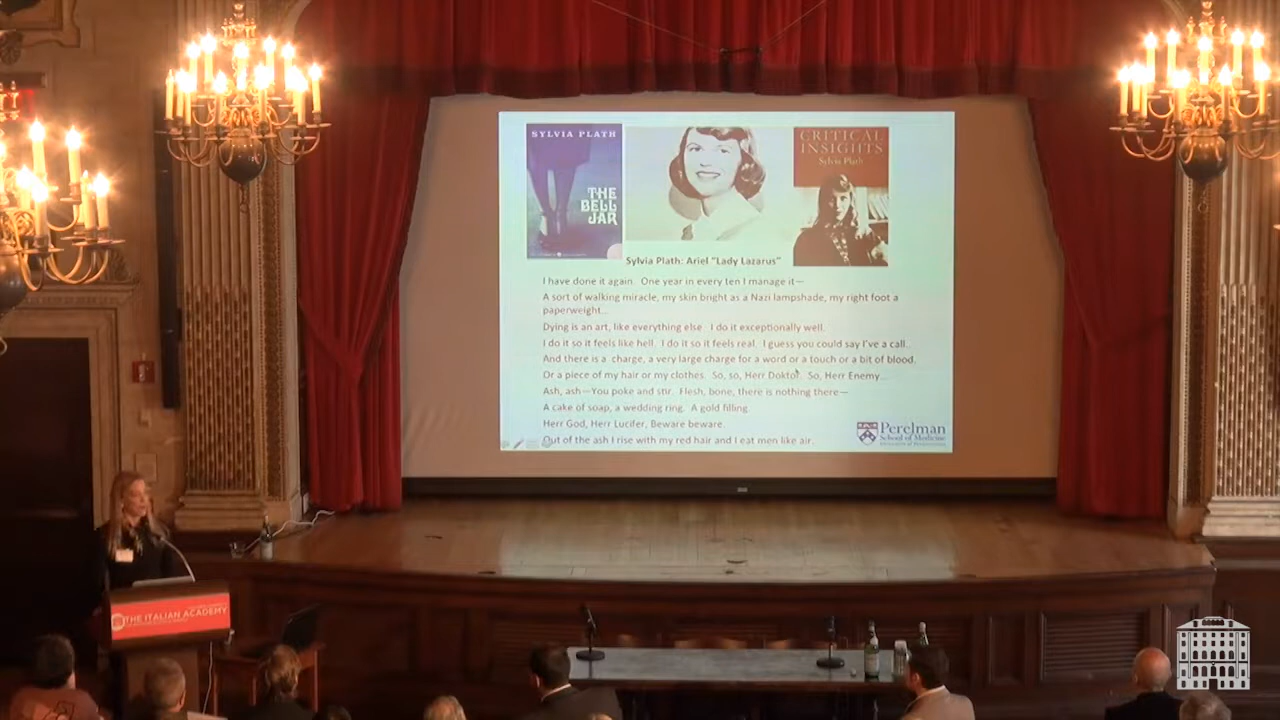 SYLVIA PLATH
THE
BELL
JAR
CRITICAL
INSIGHTS
Sylvia Plath
Sylvia Plath: Ariel "Lady Lazarus"
I have done it again. One year in every ten I manage it—
A sort of walking miracle, my skin bright as a Nazi lampshade, my right foot a
paperweight...
Dying is an art, like everything else. I do it exceptionally well.
I do it so it feels like hell. I do it so it feels real. I guess you could say I've a call.
And there is a charge, a very large charge for a word or a touch or a bit of blood.
Or a piece of my hair or my clothes. So, so, Herr Doktor. So, Herr Enemy...
Ash, ash—You poke and stir. Flesh, bone, there is nothing there—
A cake of soap, a wedding ring. A gold filling.
Herr God, Herr Lucifer, Beware beware.
Out of the ash I rise with my red hair and I eat men like air.
Perelman
School of Medicine
University of Pennsylvania
THE ITALIAN ACADEMY